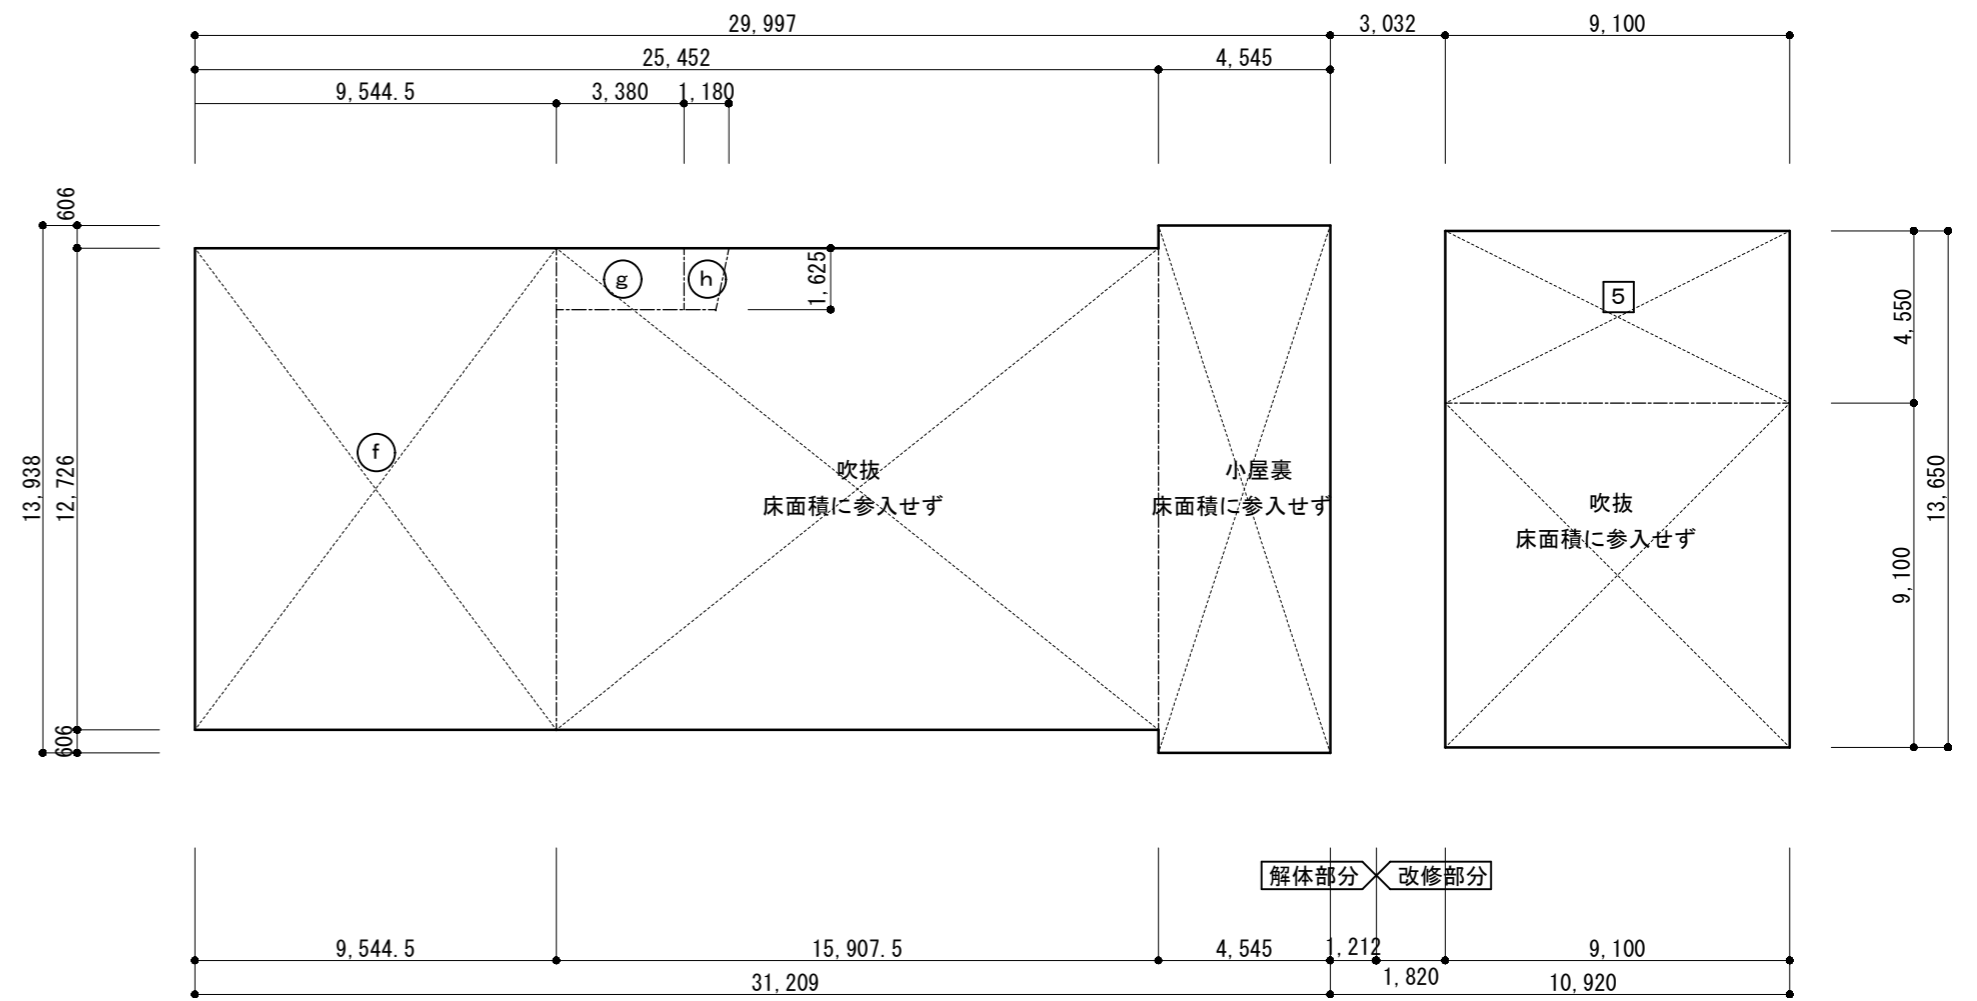 29,997
3,032
9,100
25,452
4,545
9,544.5
3,380
1,180
606
13,938
12,726
606
g
h
1,625
f
吹抜
床面積に参入せず
小屋裏
床面積に参入せず
5
吹抜
床面積に参入せず
4,550
9,100
13,650
解体部分
改修部分
9,544.5
15,907.5
4,545
1,212
1,820
9,100
31,209
10,920